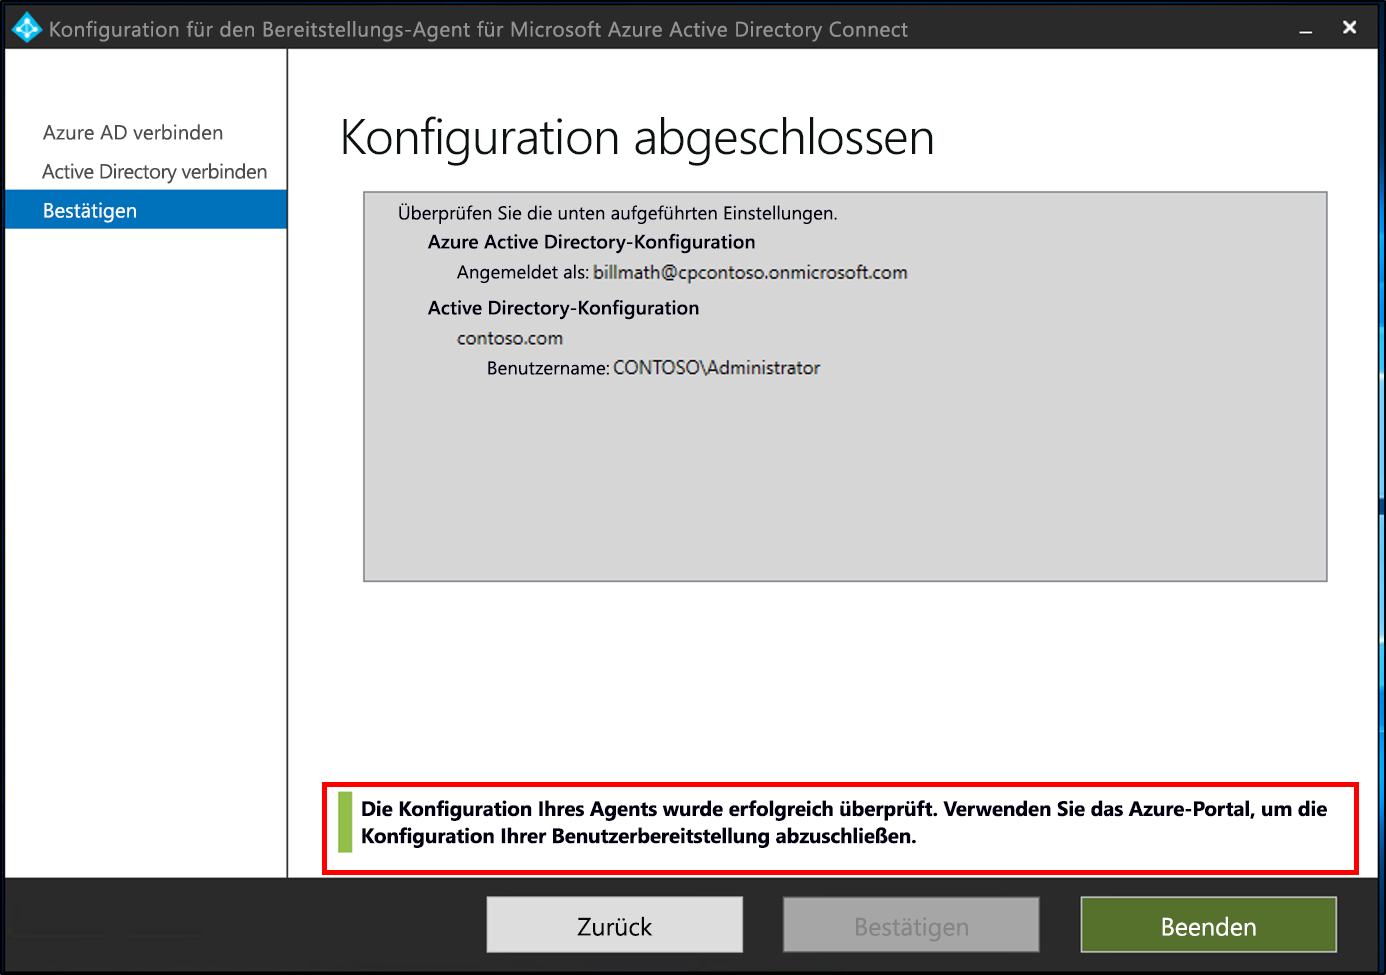 Konfiguration für den Bereitstellungs-Agent für Microsoft Azure Active Directory Connect
Azure AD verbinden
Active Directory verbinden
Bestätigen
Konfiguration abgeschlossen
Überprüfen Sie die unten aufgeführten Einstellungen.
Azure Active Directory-Konfiguration
Angemeldet als: billmath@cpcontoso.onmicrosoft.com
Active Directory-Konfiguration
contoso.com
Benutzername: CONTOSO\Administrator
Die Konfiguration Ihres Agents wurde erfolgreich überprüft. Verwenden Sie das Azure-Portal, um die
Konfiguration Ihrer Benutzerbereitstellung abzuschließen.
Zurück
Bestätigen
Beenden